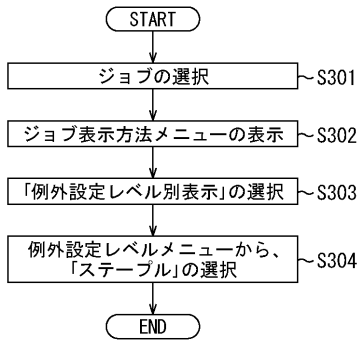 START
ジョブの選択 ~S301
ジョブ表示方法メニューの表示 ~S302
「例外設定レベル別表示」の選択 ~S303
例外設定レベルメニューから、
「ステープル」の選択 ~S304
END